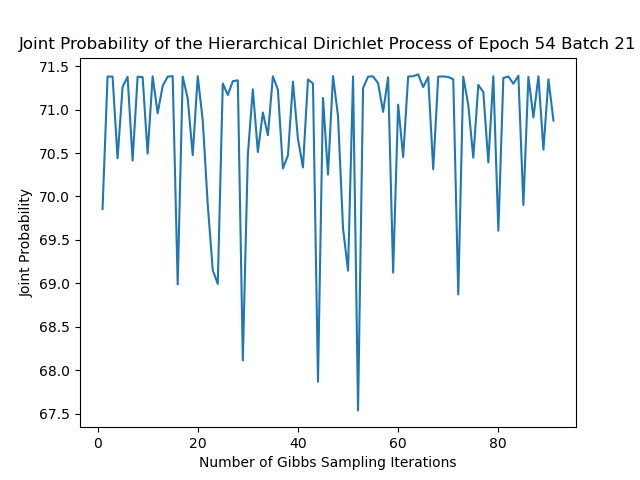 Joint Probability of the Hierarchical Dirichlet Process of Epoch 54 Batch 21
71.5
71.0
70.5
70.0
69.5
69.0
68.5
68.0
67.5
Joint Probability
0 20 40 60 80
Number of Gibbs Sampling Iterations